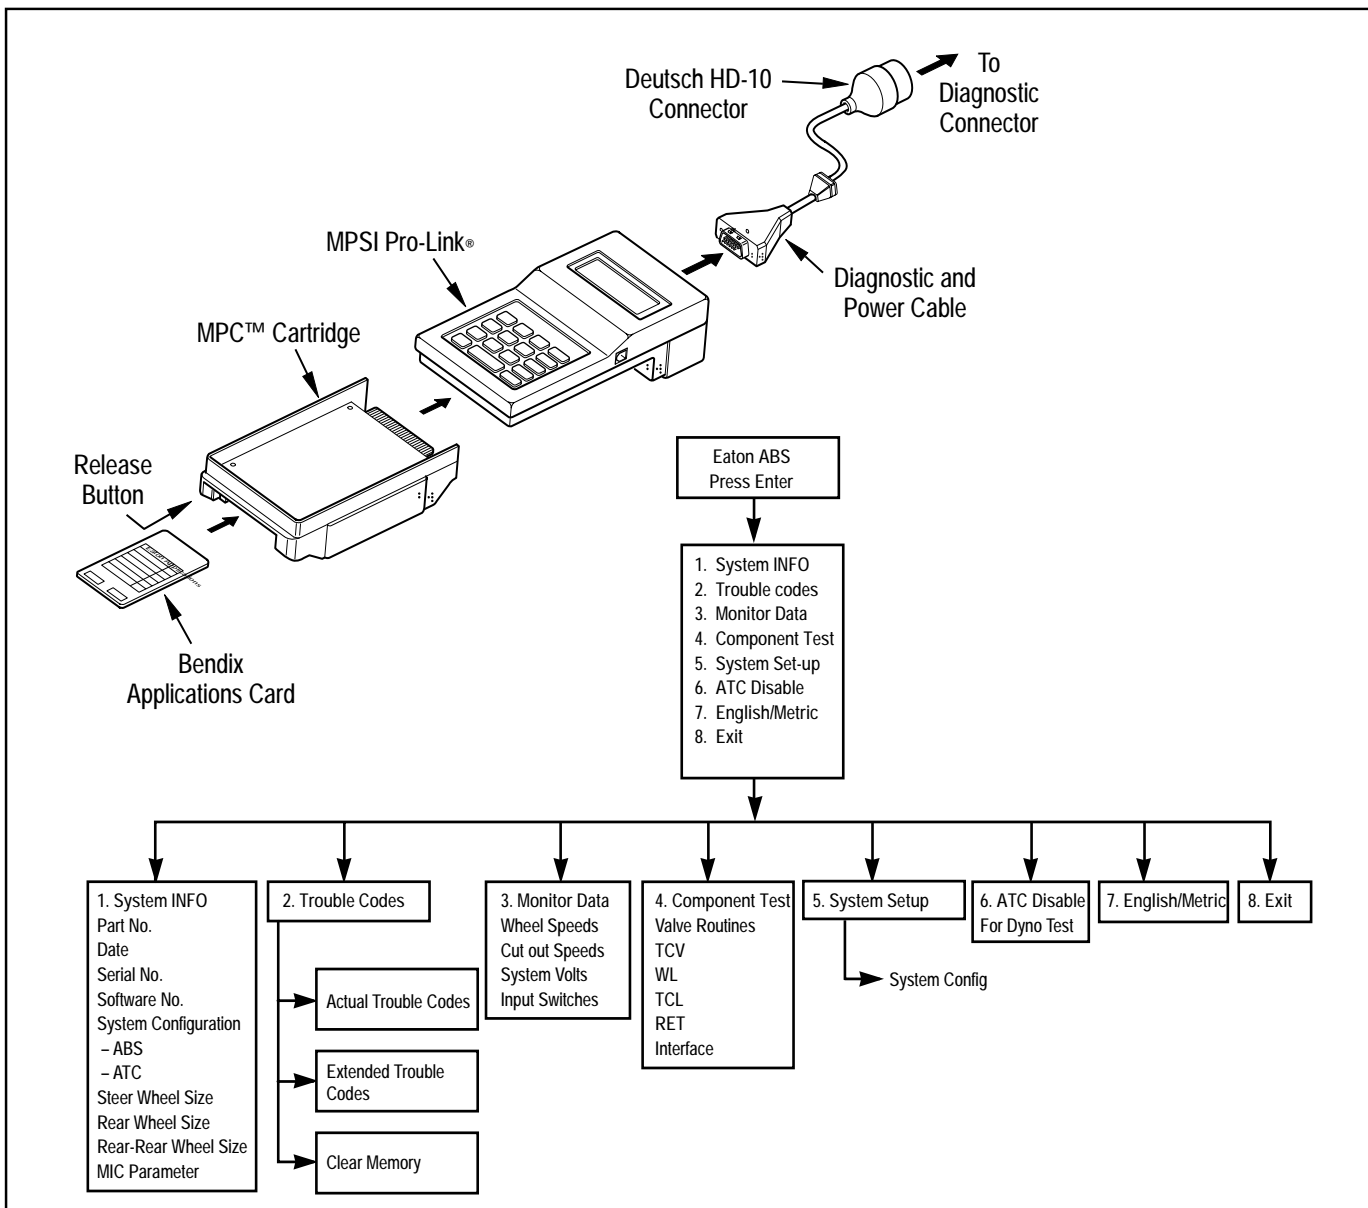 Deutsch HD-10
Connector
To
Diagnostic
Connector
MPSI Pro-Link®
Diagnostic and
Power Cable
MPC™ Cartridge
Release
Button
Bendix
Applications Card
Eaton ABS
Press Enter
1. System INFO
2. Trouble codes
3. Monitor Data
4. Component Test
5. System Set-up
6. ATC Disable
7. English/Metric
8. Exit
1. System INFO
Part No.
Date
Serial No.
Software No.
System Configuration
– ABS
– ATC
Steer Wheel Size
Rear Wheel Size
Rear-Rear Wheel Size
MIC Parameter
2. Trouble Codes
Actual Trouble Codes
Extended Trouble
Codes
Clear Memory
3. Monitor Data
Wheel Speeds
Cut out Speeds
System Volts
Input Switches
4. Component Test
Valve Routines
TCV
WL
TCL
RET
Interface
5. System Setup
System Config
6. ATC Disable
For Dyno Test
7. English/Metric
8. Exit